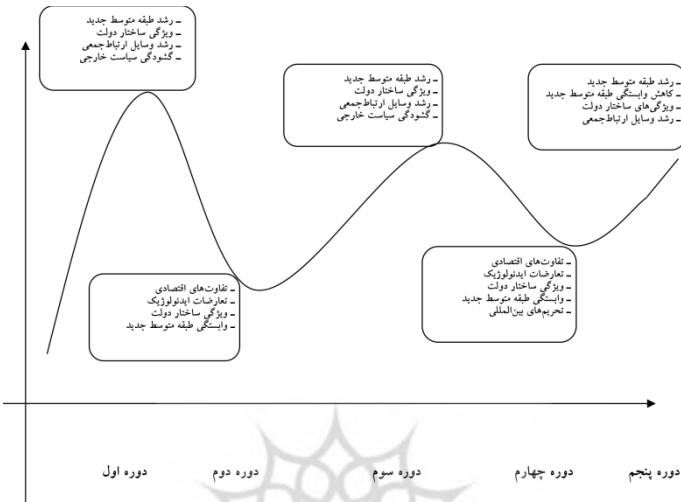 ـ رشد طبقه متوسط جدید
ـ ویژگی ساختار دولت
ـ رشد وسایل ارتباط‌جمعی
ـ گشودگی سیاست خارجی
ـ رشد طبقه متوسط جدید
ـ ویژگی ساختار دولت
ـ رشد وسایل ارتباط‌جمعی
ـ گشودگی سیاست خارجی
ـ رشد طبقه متوسط جدید
ـ کاهش وابستگی طبقه متوسط جدید
ـ ویژگی‌های ساختار دولت
ـ رشد وسایل ارتباط‌جمعی
ـ تفاوت‌های اقتصادی
ـ تعارضات ایدئولوژیک
ـ ویژگی ساختار دولت
ـ وابستگی طبقه متوسط جدید
ـ تفاوت‌های اقتصادی
ـ تعارضات ایدئولوژیک
ـ ویژگی ساختار دولت
ـ وابستگی طبقه متوسط جدید
ـ تحریم‌های بین‌المللی
دوره اول
دوره دوم
دوره سوم
دوره چهارم
دوره پنجم